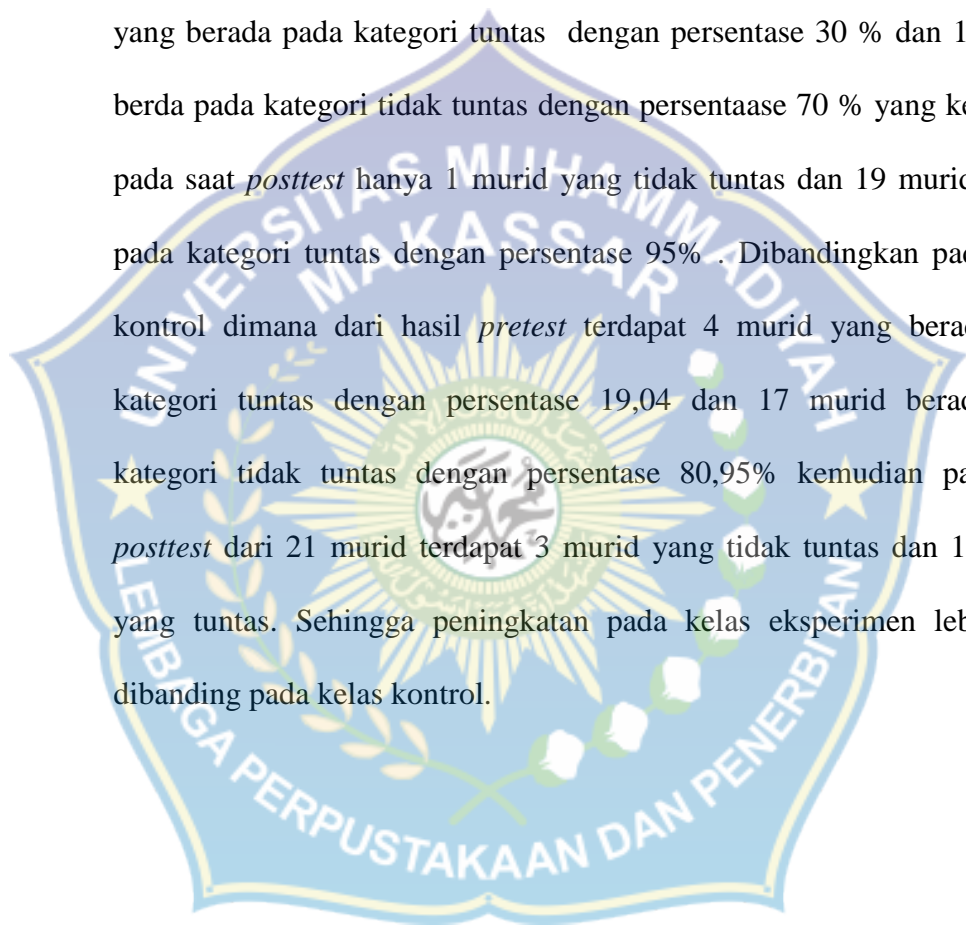 yang berada pada kategori tuntas dengan persentase 30 % dan 1
berda pada kategori tidak tuntas dengan persentaase 70 % yang ke
pada saat posttest hanya 1 murid yang tidak tuntas dan 19 murid
pada kategori tuntas dengan persentase 95% . Dibandingkan pad
kontrol dimana dari hasil pretest terdapat 4 murid yang berad
kategori tuntas dengan persentase 19,04 dan 17 murid berad
kategori tidak tuntas dengan persentase 80,95% kemudian pa
posttest dari 21 murid terdapat 3 murid yang tidak tuntas dan 1
yang tuntas. Sehingga peningkatan pada kelas eksperimen leb
dibanding pada kelas kontrol.
UNIVERSITAS MUHAMMADIYAH
MAKASSAR
LEMBAGA PERPUSTAKAAN DAN PENERBITAN